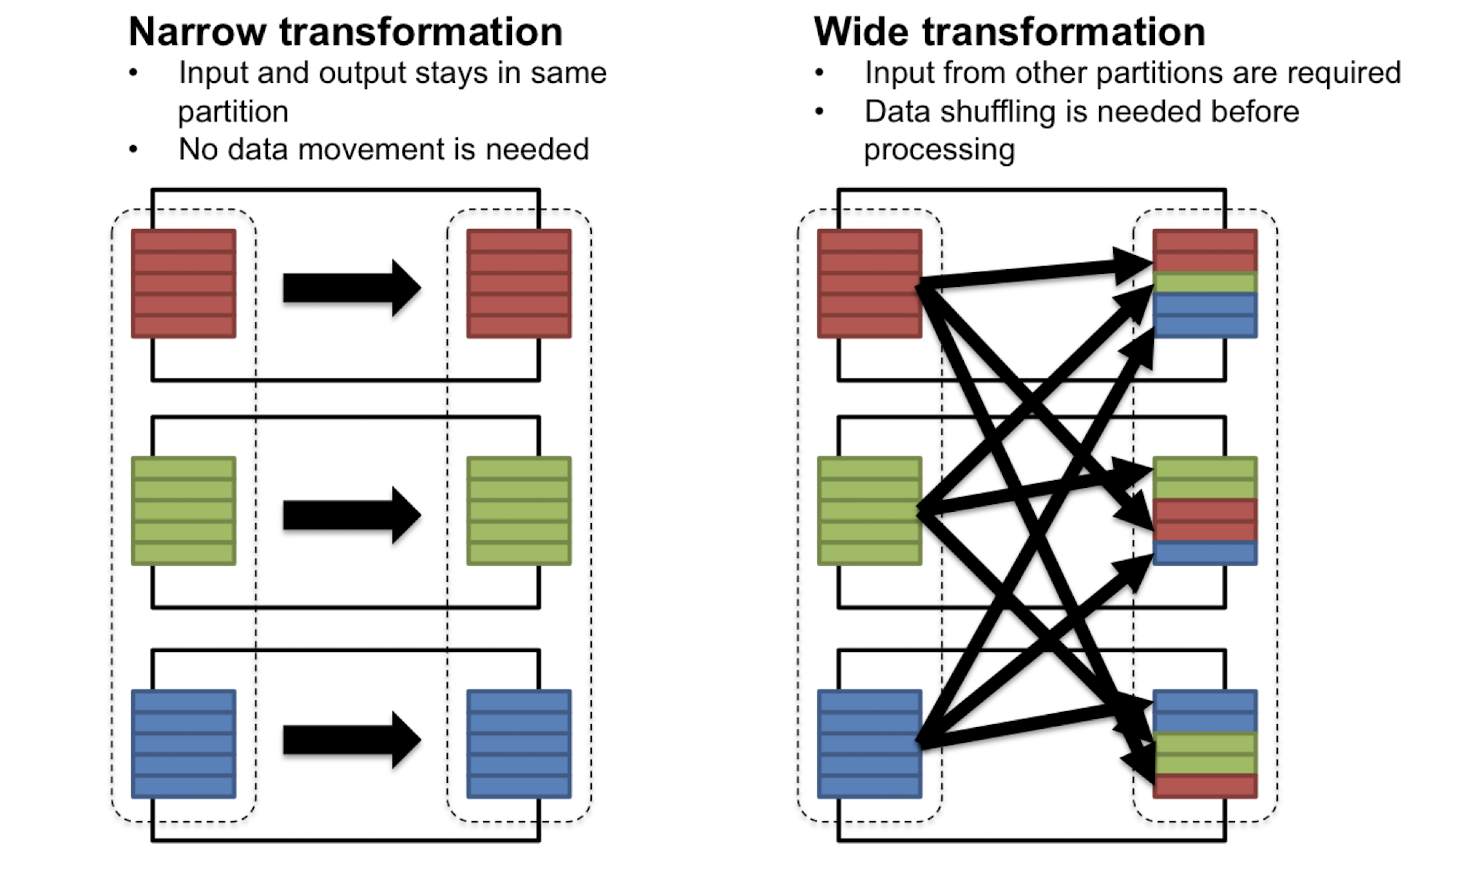 Narrow transformation
• Input and output stays in same
partition
• No data movement is needed
Wide transformation
• Input from other partitions are required
• Data shuffling is needed before
processing